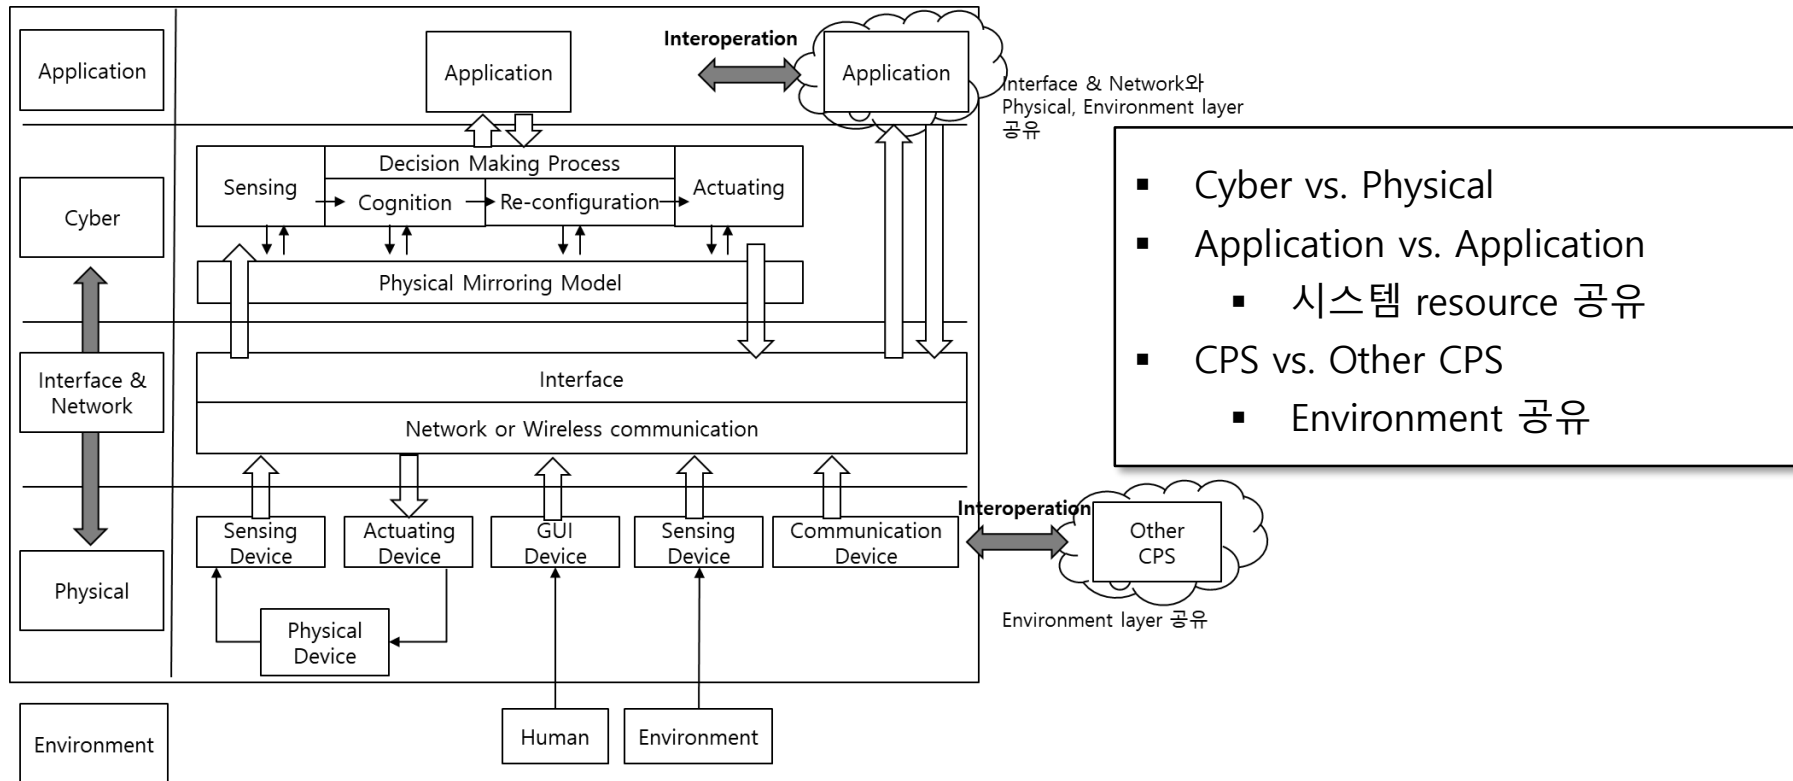 Application
Application
Interoperation
Application
Interface & Network와
Physical, Environment layer
공유
Cyber
Sensing
Decision Making Process
Cognition
Re-configuration
Actuating
Physical Mirroring Model
Interface &
Network
Interface
Network or Wireless communication
Physical
Sensing
Device
Actuating
Device
GUI
Device
Sensing
Device
Communication
Device
Interoperation
Other
CPS
Environment layer 공유
Physical
Device
Environment
Human
Environment
▪ Cyber vs. Physical
▪ Application vs. Application
▪ 시스템 resource 공유
▪ CPS vs. Other CPS
▪ Environment 공유